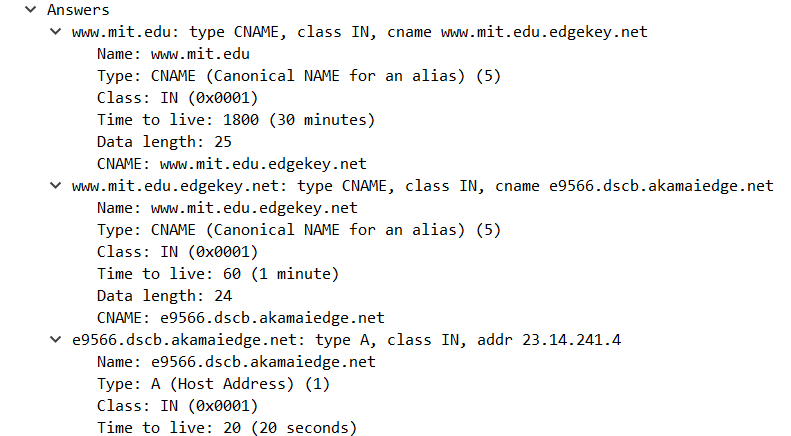 Answers
www.mit.edu: type CNAME, class IN, cname www.mit.edu.edgekey.net
Name: www.mit.edu
Type: CNAME (Canonical NAME for an alias) (5)
Class: IN (0x0001)
Time to live: 1800 (30 minutes)
Data length: 25
CNAME: www.mit.edu.edgekey.net
www.mit.edu.edgekey.net: type CNAME, class IN, cname e9566.dscb.akamaiedge.net
Name: www.mit.edu.edgekey.net
Type: CNAME (Canonical NAME for an alias) (5)
Class: IN (0x0001)
Time to live: 60 (1 minute)
Data length: 24
CNAME: e9566.dscb.akamaiedge.net
e9566.dscb.akamaiedge.net: type A, class IN, addr 23.14.241.4
Name: e9566.dscb.akamaiedge.net
Type: A (Host Address) (1)
Class: IN (0x0001)
Time to live: 20 (20 seconds)